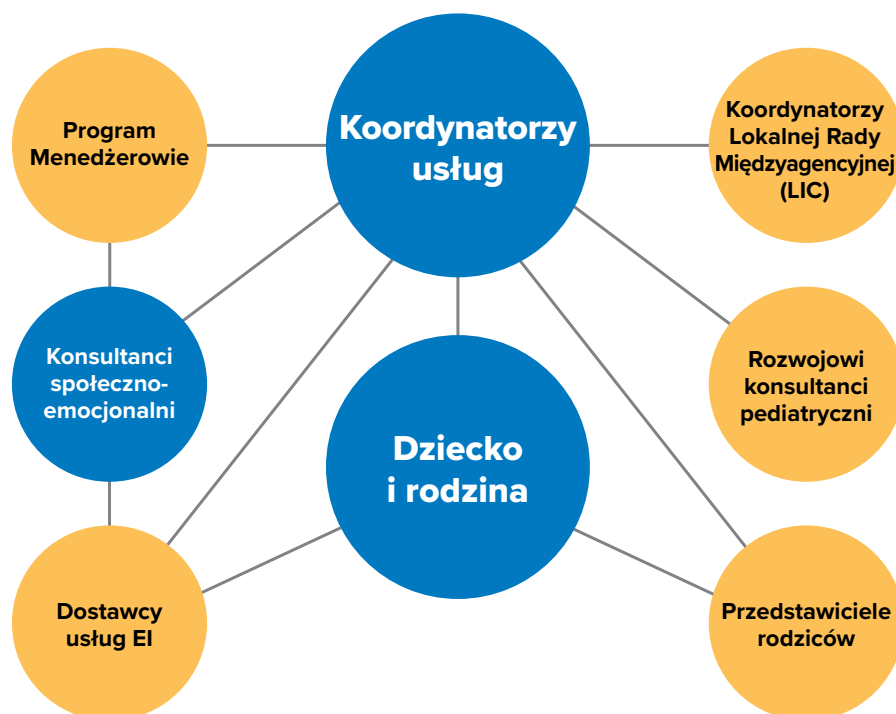 Program
Menedżerowie
Koordynatorzy
usług
Koordynatorzy
Lokalnej Rady
Międzyagencyjnej
(LIC)
Konsultanci
społeczno-
emocjonalni
Rozwojowi
konsultanci
pediatryczni
Dziecko
i rodzina
Dostawcy
usług EI
Przedstawiciele
rodziców